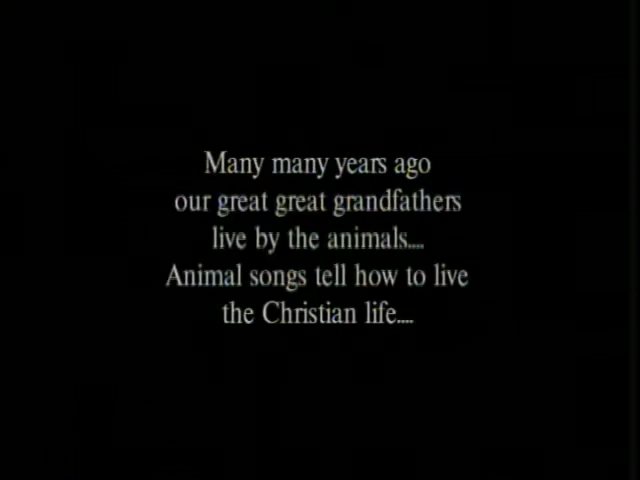 Many many years ago
our great great grandfathers
live by the animals....
Animal songs tell how to live
the Christian life....